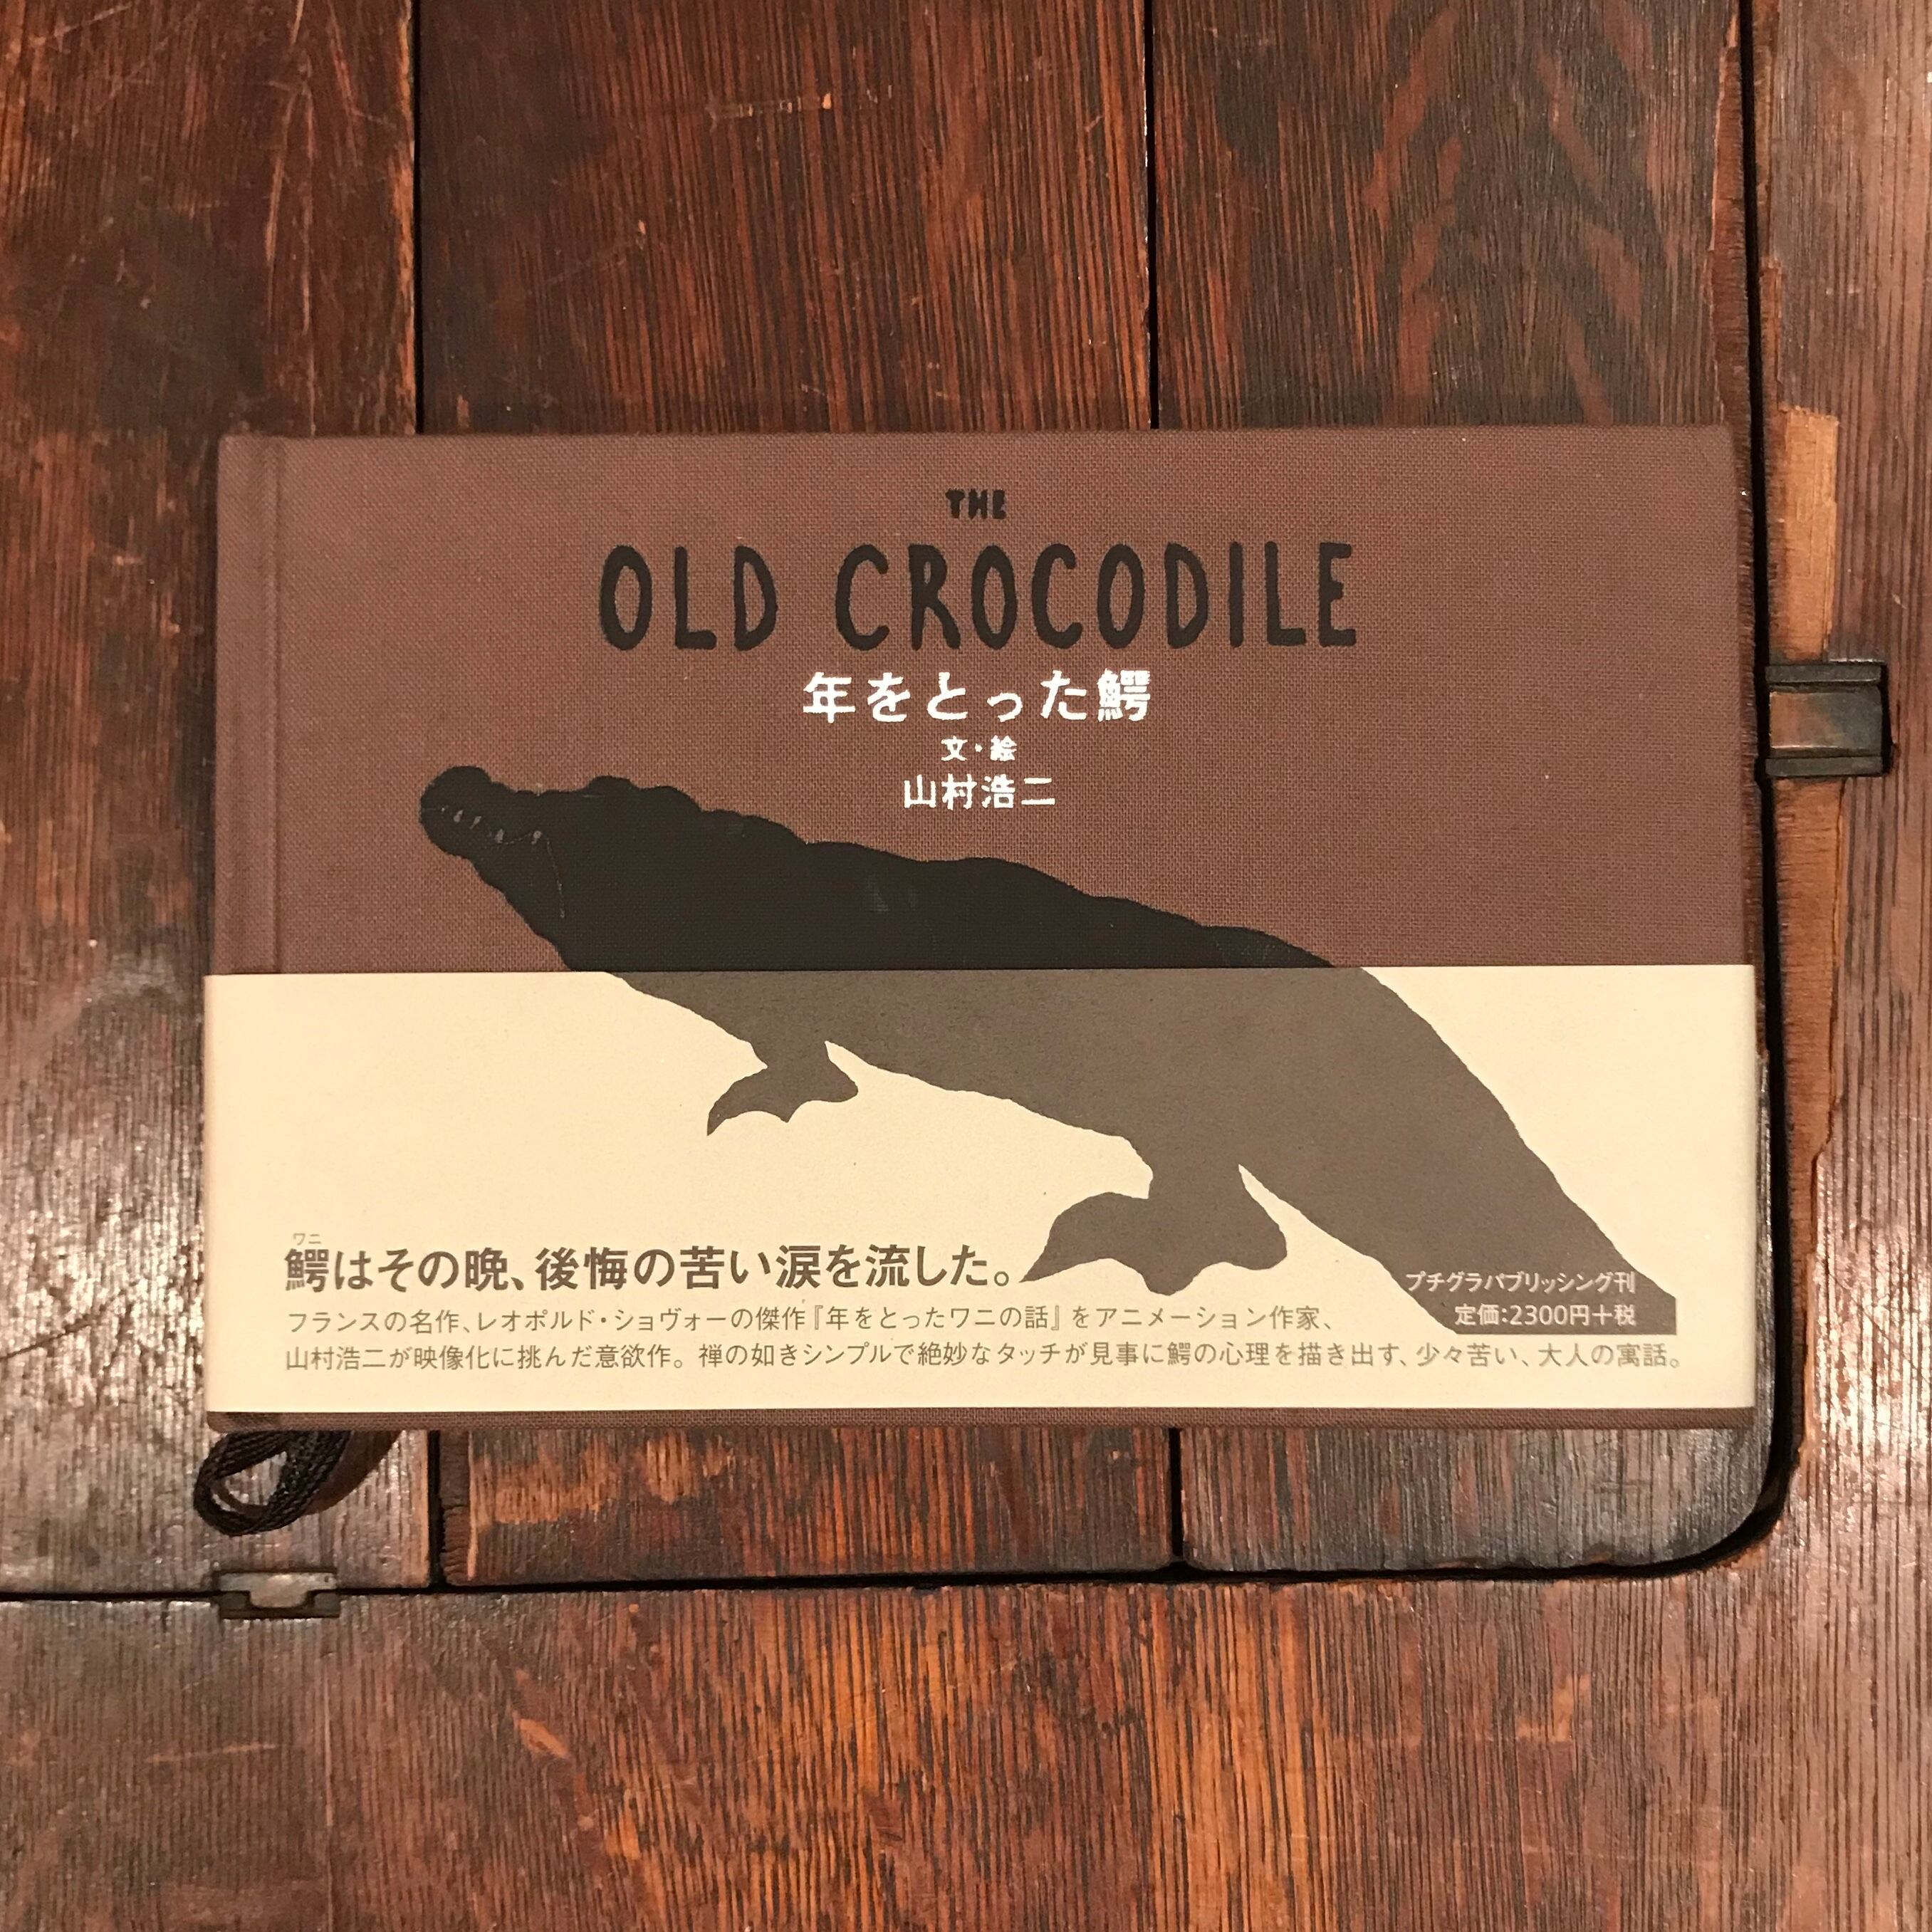 THE
OLD CROCODILE
年をとった鰐
文・絵
山村浩二
ワニ
鰐はその晩、後悔の苦い涙を流した。
フランスの名作、レオポルド・ショヴォーの傑作『年をとったワニの話』をアニメーション作家、
山村浩二が映像化に挑んだ意欲作。禅の如きシンプルで絶妙なタッチが見事に鰐の心理を描き出す、少々苦い、大人の寓話。
プチグラパブリッシング刊
定価:2300円+税